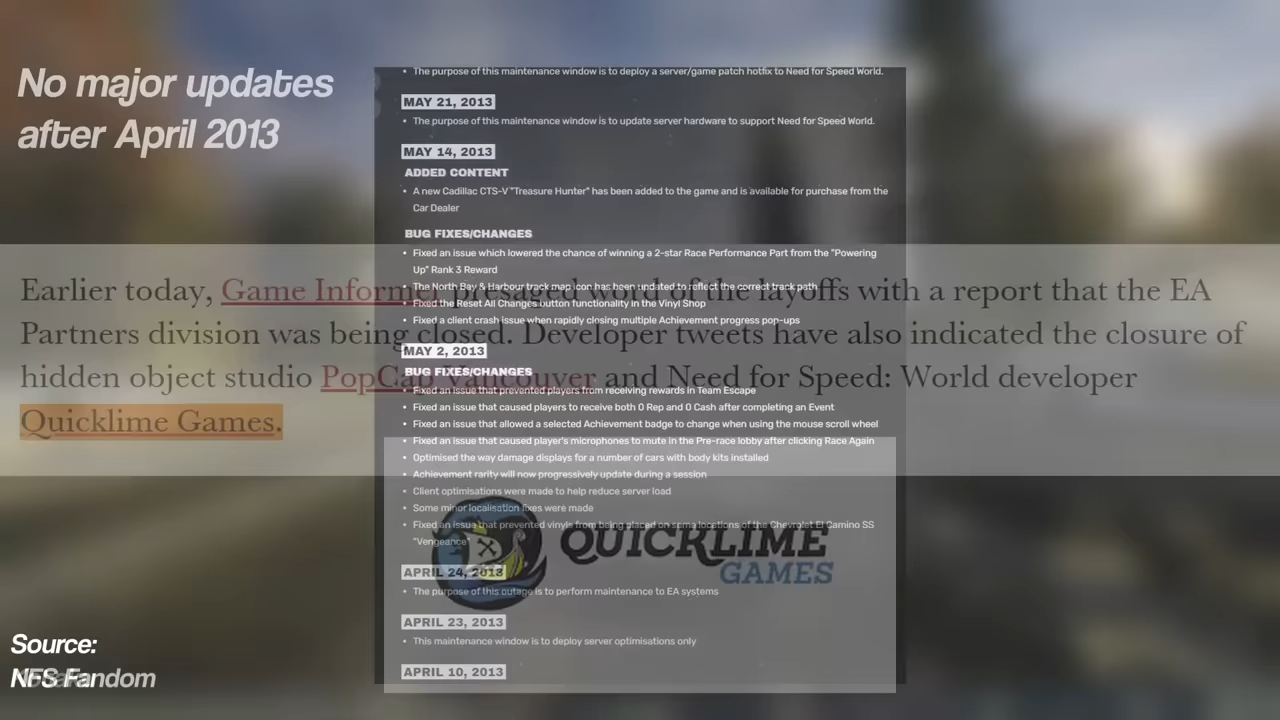 No major updates
after April 2013
• The purpose of this maintenance window is to deploy a server/game patch hotfix to Need for Speed World.
MAY 21, 2013
• The purpose of this maintenance window is to update server hardware to support Need for Speed World.
MAY 14, 2013
ADDED CONTENT
• A new Cadillac CTS-V "Treasure Hunter" has been added to the game and is available for purchase from the
Car Dealer
BUG FIXES/CHANGES
• Fixed an issue which lowered the chance of winning a 2-star Race Performance Part from the "Powering
Up" Rank 3 Reward
• The North Bay & Harbour track map icon has been updated to reflect the correct track path
• Fixed the Reset All Changes button functionality in the Vinyl Shop
• Fixed a client crash issue when rapidly closing multiple Achievement progress pop-ups
MAY 2, 2013
BUG FIXES/CHANGES
• Fixed an issue that prevented players from receiving rewards in Team Escape
• Fixed an issue that caused players to receive both 0 Rep and 0 Cash after completing an Event
• Fixed an issue that allowed a selected Achievement badge to change when using the mouse scroll wheel
• Fixed an issue that caused player's microphones to mute in the Pre-race lobby after clicking Race Again
• Optimised the way damage displays for a number of cars with body kits installed
• Achievement rarity will now progressively update during a session
• Client optimisations were made to help reduce server load
• Some minor localisation fixes were made
• Fixed an issue that prevented vinyls from being placed on some locations of the Chevrolet El Camino SS
"Vengeance"
APRIL 24, 2013
• The purpose of this outage is to perform maintenance to EA systems
APRIL 23, 2013
• This maintenance window is to deploy server optimisations only
APRIL 10, 2013
Earlier today, Game Informer presaged word of the layoffs with a report that the EA
Partners division was being closed. Developer tweets have also indicated the closure of
hidden object studio PopCap Vancouver and Need for Speed: World developer
Quicklime Games.
QUICKLIME
GAMES
Source:
NFS Fandom